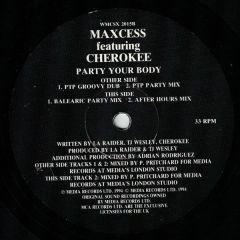 WMCSX 2015B
MAXCESS
featuring
CHEROKEE
PARTY YOUR BODY
OTHER SIDE
1. PTP GROOVY DUB 2. PTP PARTY MIX
THIS SIDE
1. BALEARIC PARTY MIX 2. AFTER HOURS MIX
33 RPM
WRITTEN BY LA RAIDER, TJ WESLEY, CHEROKEE
PRODUCED BY LA RAIDER & TJ WESLEY
ADDITIONAL PRODUCTION BY ADRIAN RODRIGUEZ
OTHER SIDE TRACKS 1 & 2: MIXED BY P. PRITCHARD FOR MEDIA
RECORDS AT MEDIA'S LONDON STUDIO
THIS SIDE TRACK 2: MIXED BY P. PRITCHARD FOR MEDIA
RECORDS AT MEDIA'S LONDON STUDIO
℗ MEDIA RECORDS LTD. 1994 © MEDIA RECORDS LTD. 1994
ORIGINAL SOUND RECORDINGS OWNED
BY MEDIA RECORDS LTD.
MCA RECORDS LTD. ARE THE EXCLUSIVE
LICENSEES FOR THE UK